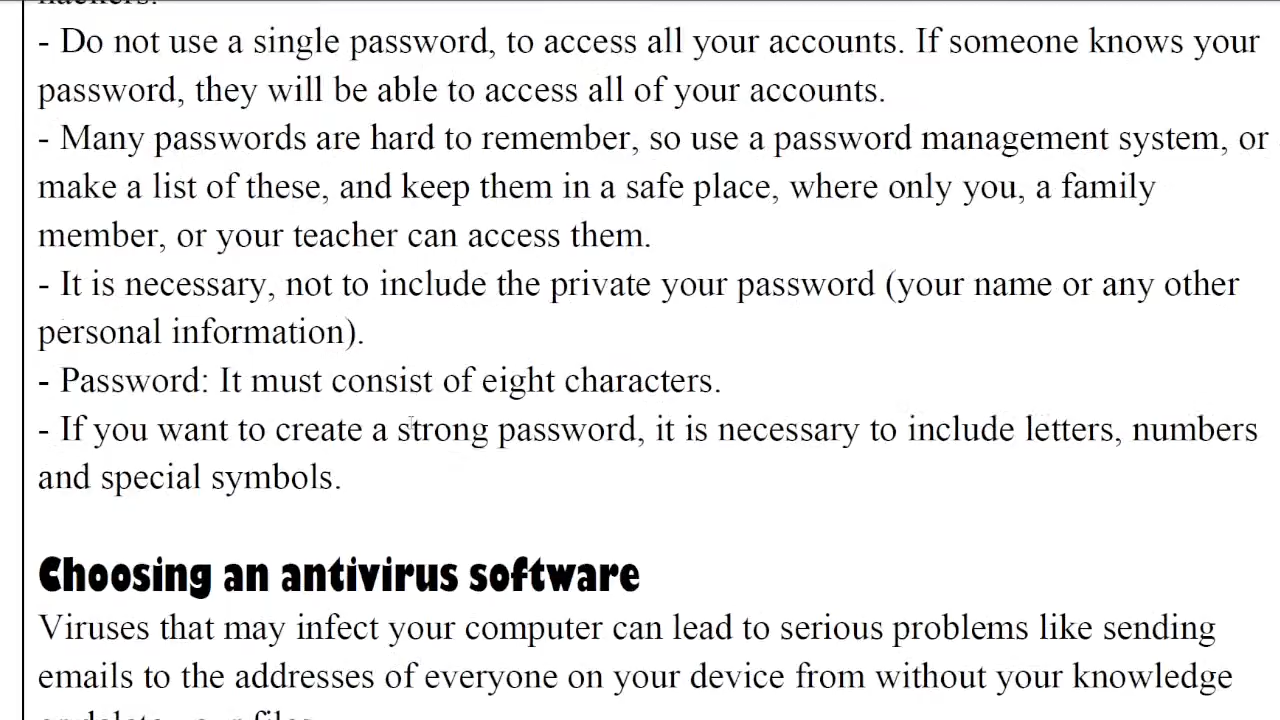 - Do not use a single password, to access all your accounts. If someone knows your
password, they will be able to access all of your accounts.
- Many passwords are hard to remember, so use a password management system, or
make a list of these, and keep them in a safe place, where only you, a family
member, or your teacher can access them.
- It is necessary, not to include the private your password (your name or any other
personal information).
- Password: It must consist of eight characters.
- If you want to create a strong password, it is necessary to include letters, numbers
and special symbols.
Choosing an antivirus software
Viruses that may infect your computer can lead to serious problems like sending
emails to the addresses of everyone on your device from without your knowledge